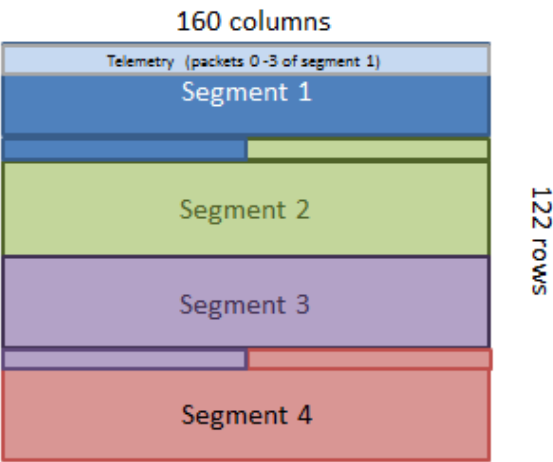 160 columns
Telemetry (packets 0 -3 of segment 1)
Segment 1
Segment 2
122 rows
Segment 3
Segment 4